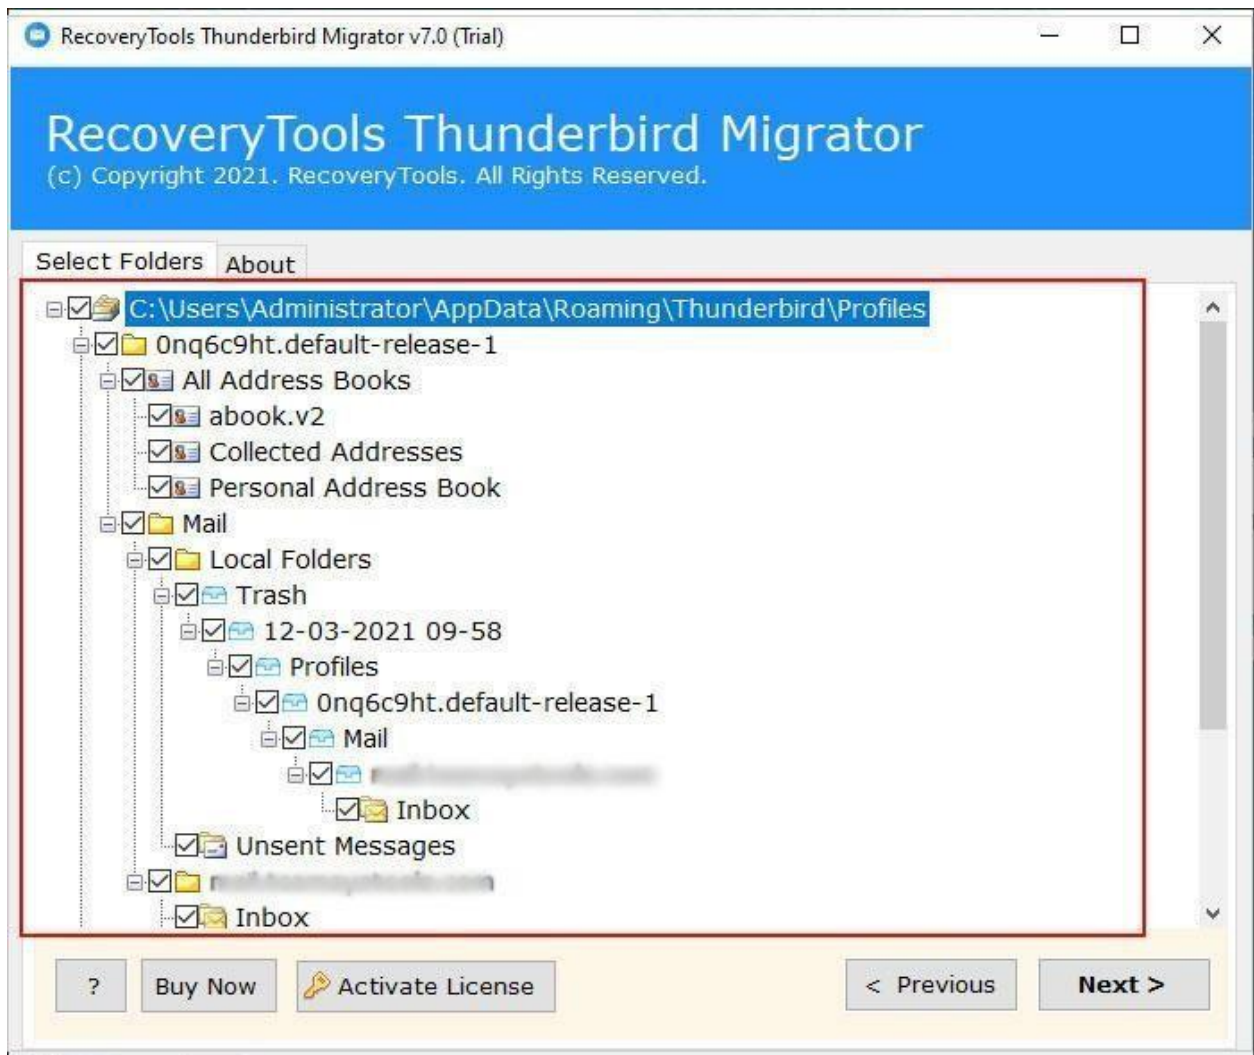 RecoveryTools Thunderbird Migrator v7.0 (Trial)
RecoveryTools Thunderbird Migrator
(c) Copyright 2021. RecoveryTools. All Rights Reserved.
Select Folders About
C:\Users\Administrator\AppData\Roaming\Thunderbird\Profiles
0nq6c9ht.default-release-1
All Address Books
abook.v2
Collected Addresses
Personal Address Book
Mail
Local Folders
Trash
12-03-2021 09-58
Profiles
0nq6c9ht.default-release-1
Mail
Inbox
Unsent Messages
Inbox
? Buy Now Activate License < Previous Next >